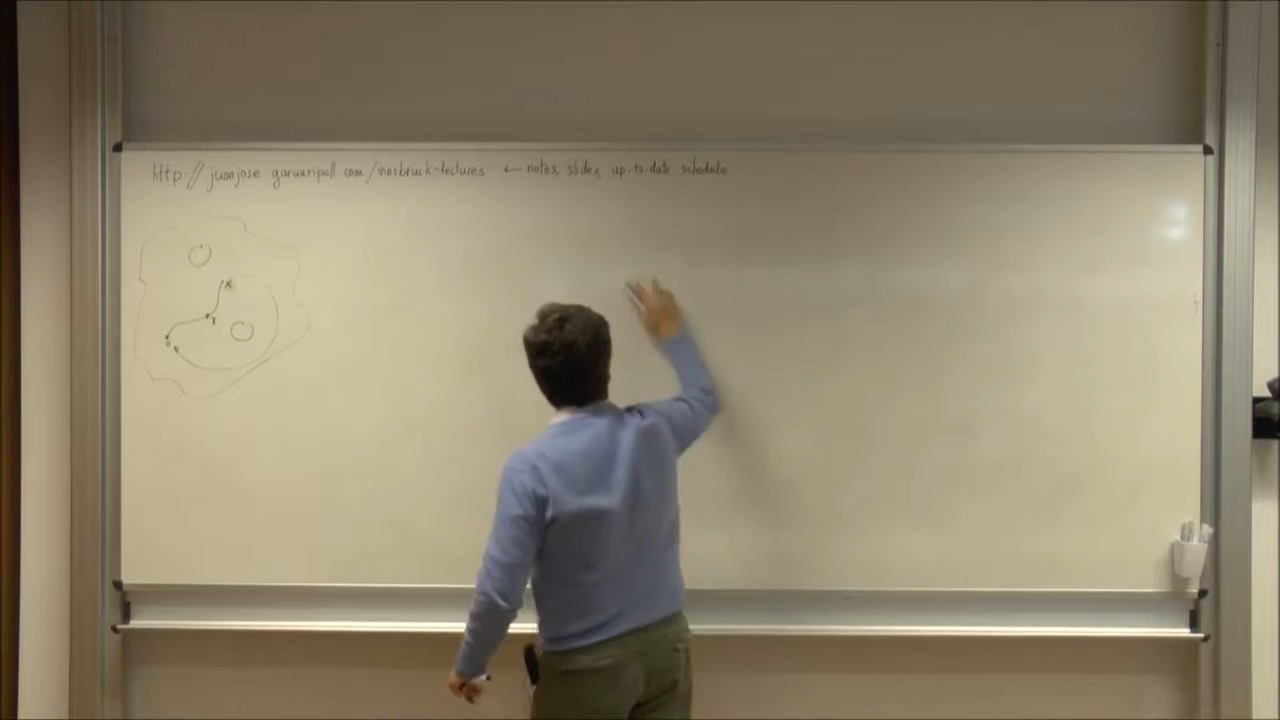 http://juanjose.garciaripoll.com/innsbruck-lectures ← notes, slides, up-to-date schedule